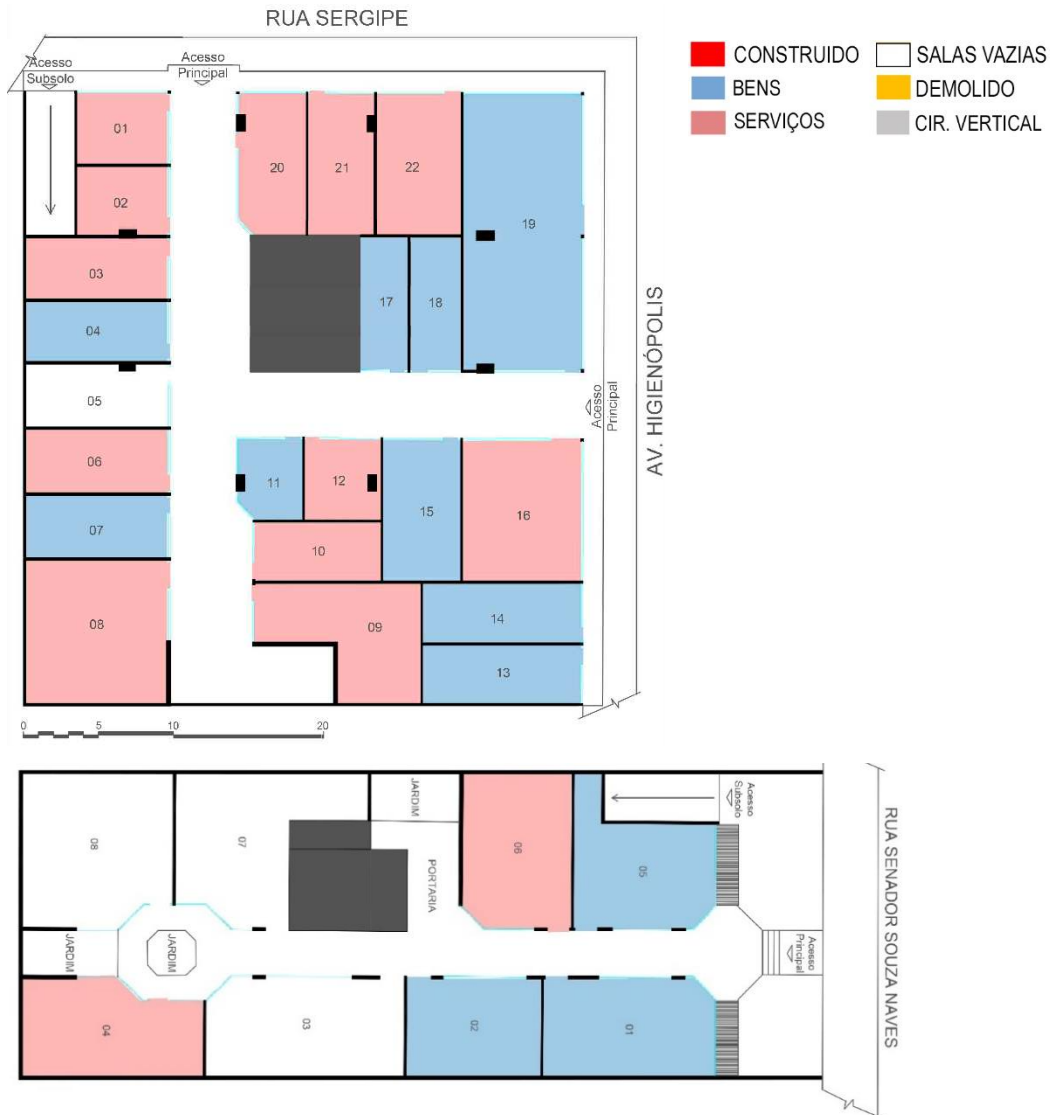 RUA SERGIPE
Acesso
Subsolo
Acesso
Principal
CONSTRUIDO
SALAS VAZIAS
BENS
DEMOLIDO
SERVIÇOS
CIR. VERTICAL
01
20
21
22
02
19
03
17
18
04
05
Acesso
Principal
AV. HIGIENÓPOLIS
06
11
12
15
16
07
10
08
09
14
13
0
5
10
20
08
07
JARDIM
PORTARIA
06
05
Acesso
Subsolo
RUA SENADOR SOUZA NAVES
JARDIM
JARDIM
Acesso
Principal
04
03
02
01